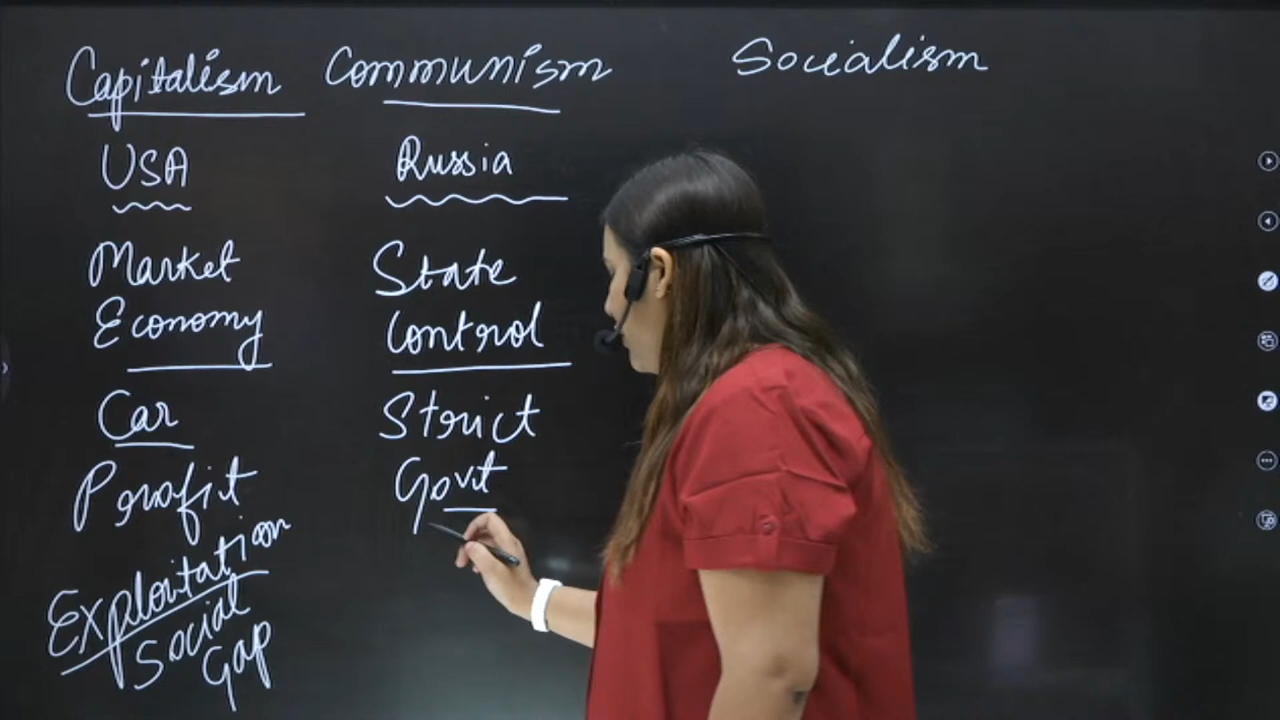 Capitalism
USA
Market
Economy
Car
Profit
Exploitation
Social
Gap
Communism
Russia
State
Control
Strict
Govt
Socialism